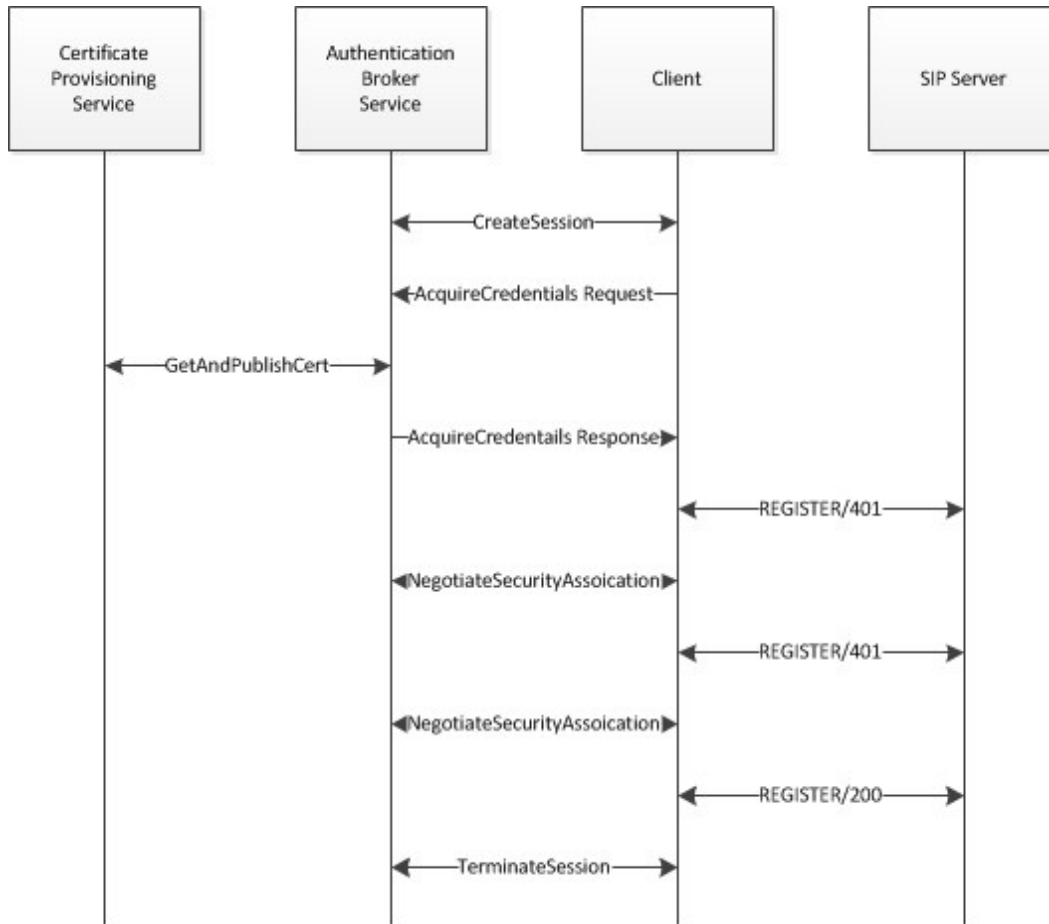 Certificate
Provisioning
Service
Authentication
Broker
Service
Client
SIP Server
CreateSession
AcquireCredentials Request
GetAndPublishCert
AcquireCredentails Response
REGISTER/401
NegotiateSecurityAssoication
REGISTER/401
NegotiateSecurityAssoication
REGISTER/200
TerminateSession